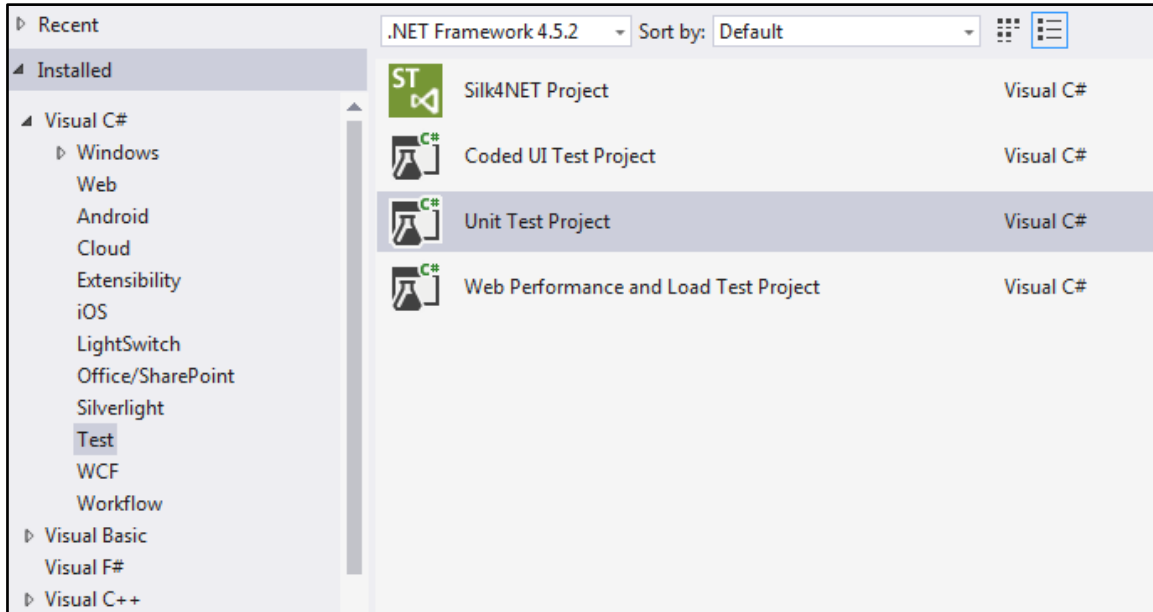 Recent
Installed
Visual C#
Windows
Web
Android
Cloud
Extensibility
iOS
LightSwitch
Office/SharePoint
Silverlight
Test
WCF
Workflow
Visual Basic
Visual F#
Visual C++
.NET Framework 4.5.2 Sort by: Default
ST
Silk4NET Project Visual C#
C#
Coded UI Test Project Visual C#
C#
Unit Test Project Visual C#
C#
Web Performance and Load Test Project Visual C#